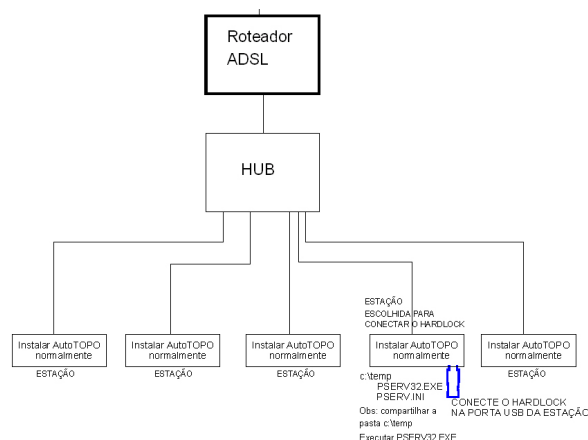 Roteador
ADSL
HUB
ESTAÇÃO
ESCOLHIDA PARA
CONECTAR O HARDLOCK
Instalar AutoTOPO
normalmente
ESTAÇÃO
Instalar AutoTOPO
normalmente
ESTAÇÃO
Instalar AutoTOPO
normalmente
ESTAÇÃO
Instalar AutoTOPO
normalmente
Instalar AutoTOPO
normalmente
ESTAÇÃO
c:\temp
PSERV32.EXE
PSERV.INI
Obs: compartilhar a
pasta c:\temp
Executar PSERV32.EXE
CONECTE O HARDLOCK
NA PORTA USB DA ESTAÇÃO